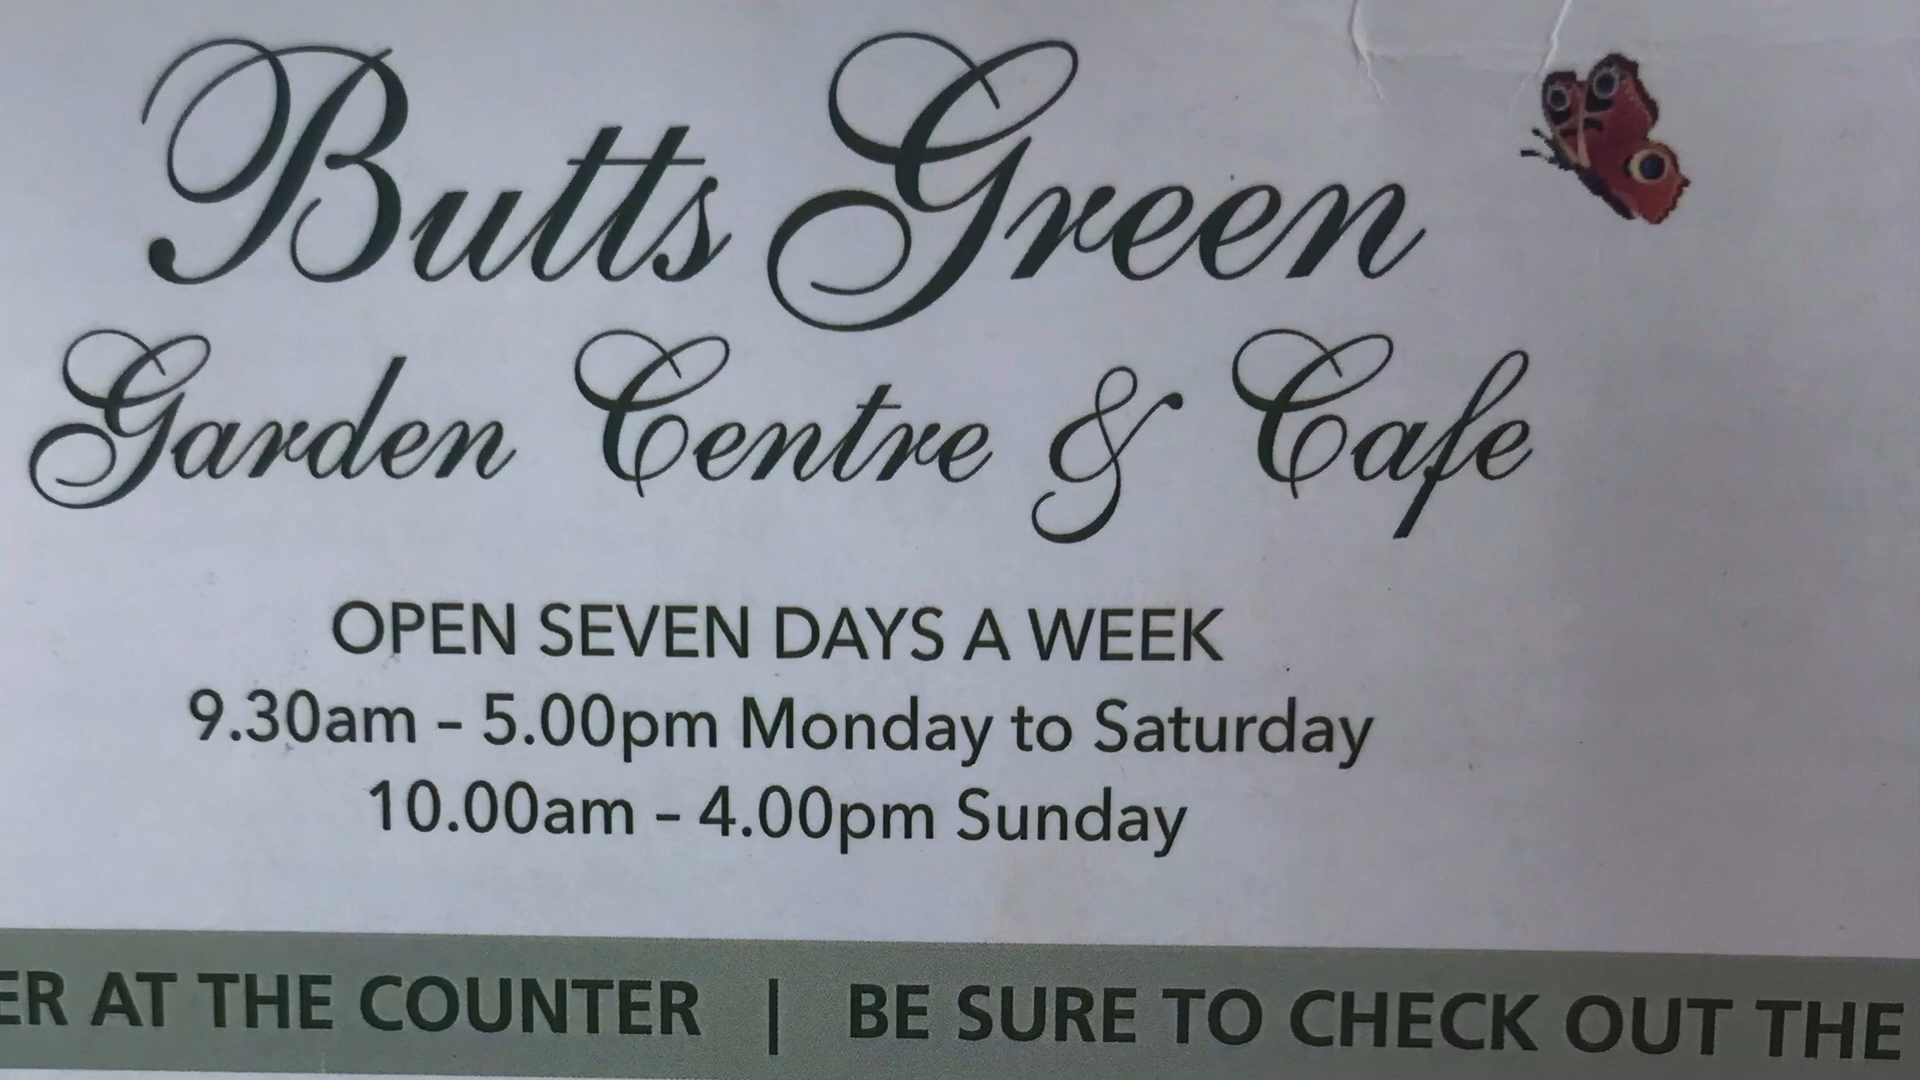 Butts Green
Garden Centre & Cafe
OPEN SEVEN DAYS A WEEK
9.30am – 5.00pm Monday to Saturday
10.00am – 4.00pm Sunday
ER AT THE COUNTER | BE SURE TO CHECK OUT THE